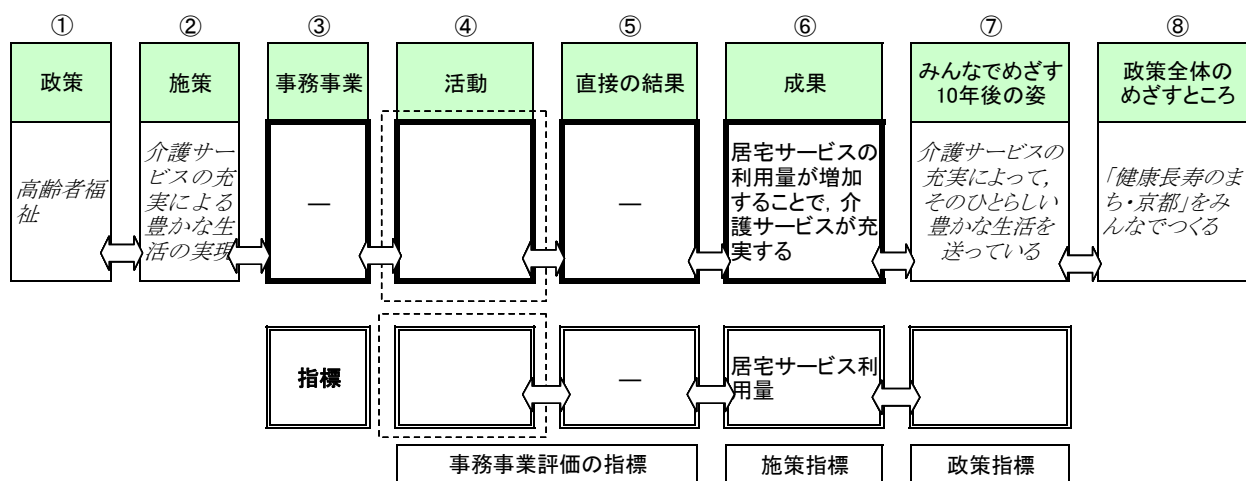 ① ② ③ ④ ⑤ ⑥ ⑦ ⑧
政策
施策
事務事業
活動
直接の結果
成果
みんなでめざす
10年後の姿
政策全体の
めざすところ
高齢者福
祉
介護サー
ビスの充
実による
豊かな生
活の実現
―
―
居宅サービスの
利用量が増加
することで，介
護サービスが充
実する
介護サービスの
充実によって，
そのひとらしい
豊かな生活を
送っている
「健康長寿のま
ち・京都」をみ
んなでつくる
指標
―
居宅サービス利
用量
事務事業評価の指標
施策指標
政策指標